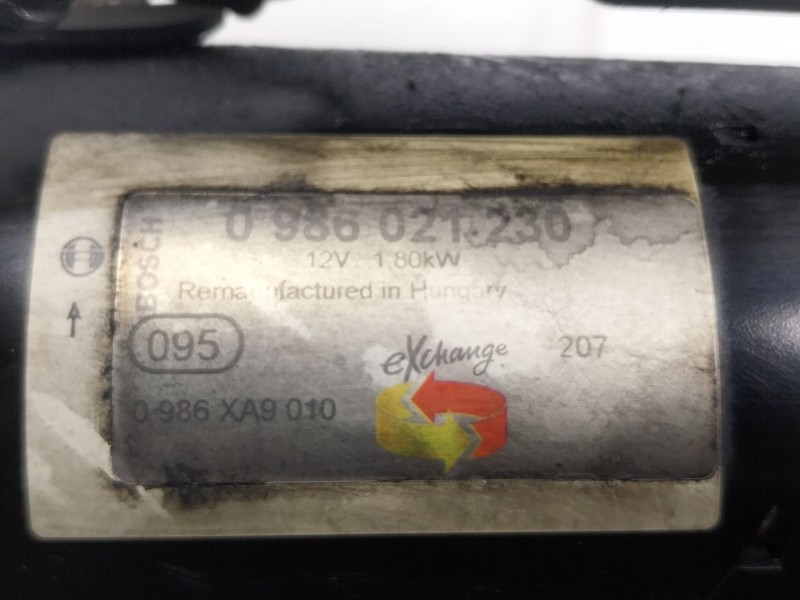 BOSCH
0 986 021 230
12V 1,80kW
Remanufactured in Hungary
095
eXchange
207
0 986 XA9 010